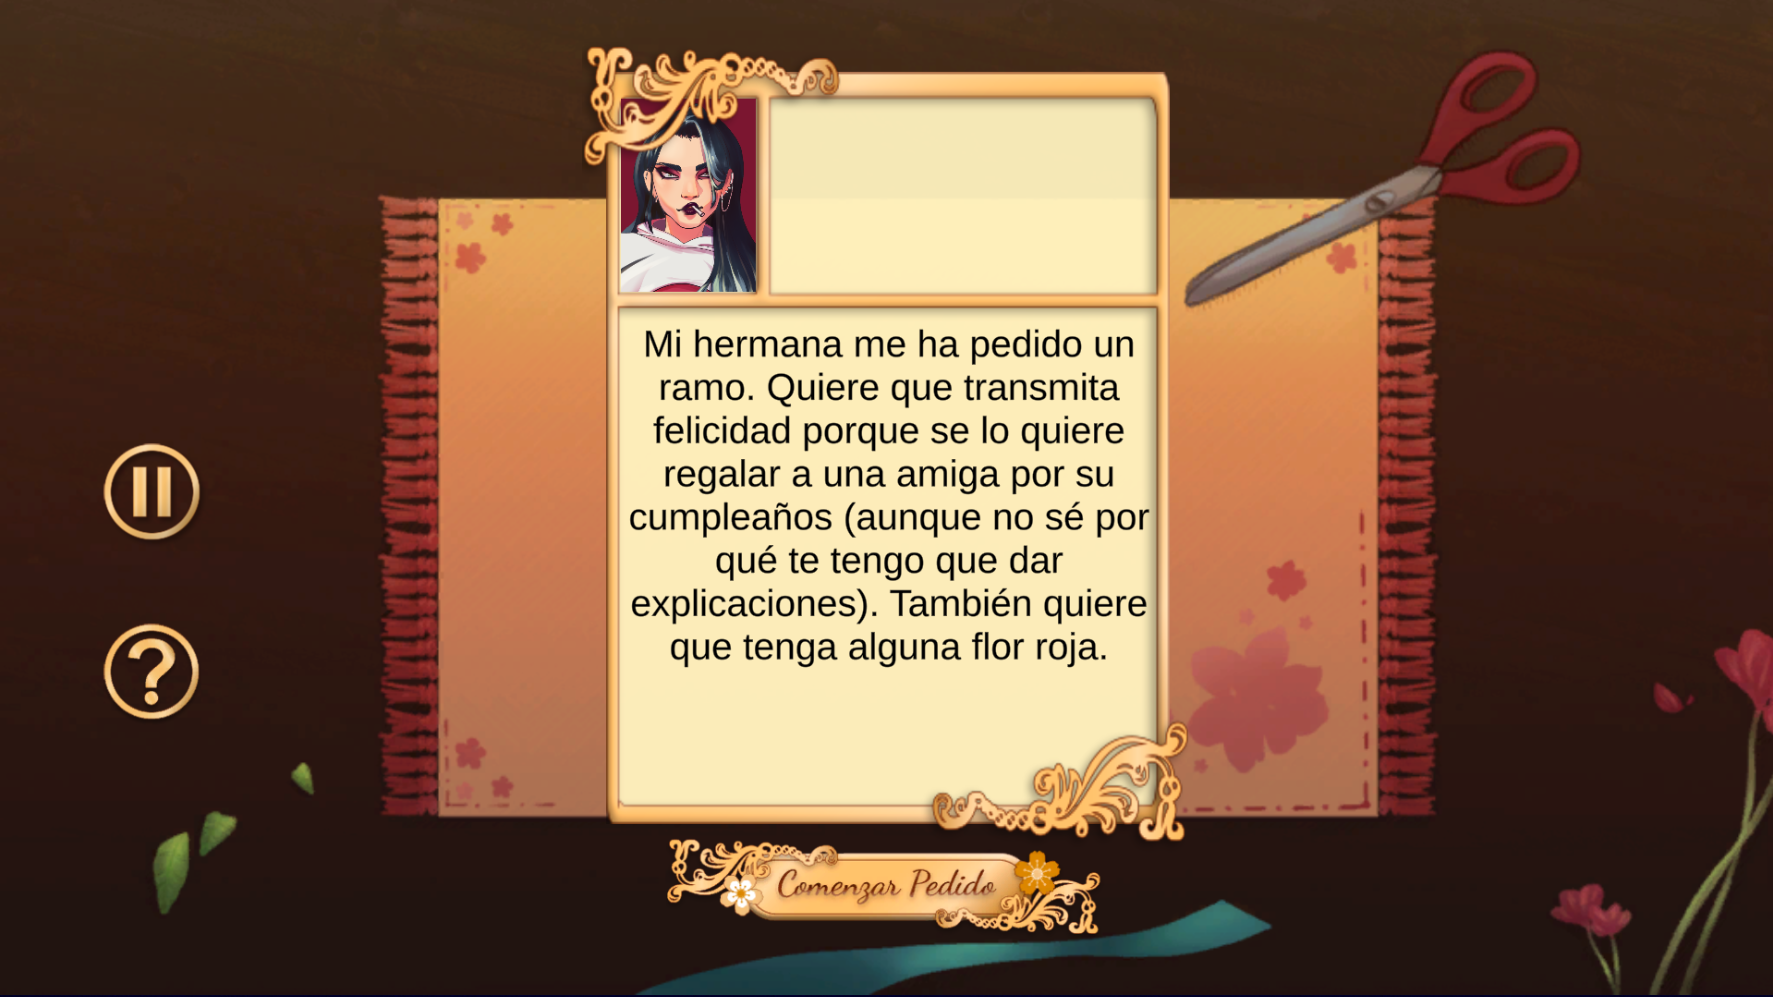 Mi hermana me ha pedido un
ramo. Quiere que transmita
felicidad porque se lo quiere
regalar a una amiga por su
cumpleaños (aunque no sé por
qué te tengo que dar
explicaciones). También quiere
que tenga alguna flor roja.
Comenzar Pedido
?